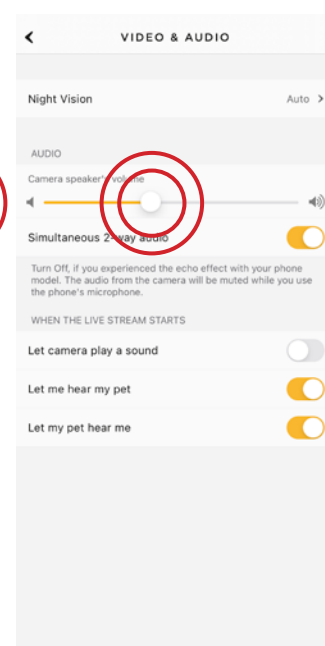 VIDEO & AUDIO
Night Vision Auto
AUDIO
Camera speaker's volume
Simultaneous 2-way audio
Turn Off, if you experienced the echo effect with your phone
model. The audio from the camera will be muted while you use
the phone's microphone.
WHEN THE LIVE STREAM STARTS
Let camera play a sound
Let me hear my pet
Let my pet hear me